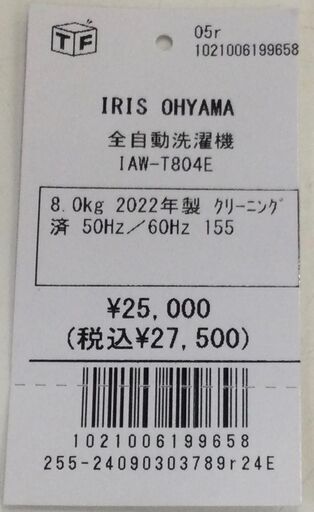 TF
05r
1021006199658
IRIS OHYAMA
全自動洗濯機
IAW-T804E
8.0kg 2022年製 ｸﾘｰﾆﾝｸﾞ
済 50Hz／60Hz 155
¥25,000
(税込¥27,500)
1021006199658
255-24090303789r24E